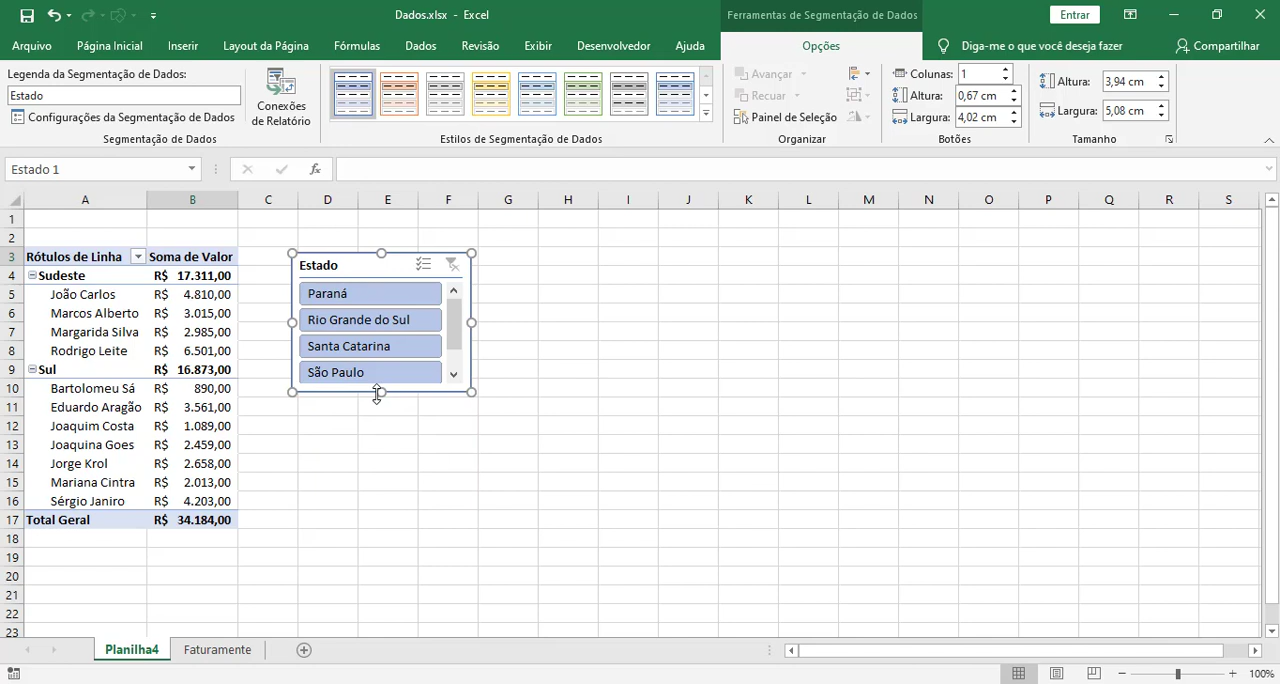 Dados.xlsx - Excel
Ferramentas de Segmentação de Dados
Entrar
Arquivo Página Inicial Inserir Layout da Página Fórmulas Dados Revisão Exibir Desenvolvedor Ajuda Opções Diga-me o que você deseja fazer Compartilhar
Legenda da Segmentação de Dados:
Estado
Configurações da Segmentação de Dados
Segmentação de Dados
Conexões
de Relatório
Estilos de Segmentação de Dados
Avançar
Recuar
Painel de Seleção
Organizar
Colunas: 1
Altura: 0,67 cm
Largura: 4,02 cm
Botões
Altura: 3,94 cm
Largura: 5,08 cm
Tamanho
Estado 1
fx
A B C D E F G H I J K L M N O P Q R S
1
2
3 Rótulos de Linha Soma de Valor
4 Sudeste R$ 17.311,00
5 João Carlos R$ 4.810,00
6 Marcos Alberto R$ 3.015,00
7 Margarida Silva R$ 2.985,00
8 Rodrigo Leite R$ 6.501,00
9 Sul R$ 16.873,00
10 Bartolomeu Sá R$ 890,00
11 Eduardo Aragão R$ 3.561,00
12 Joaquim Costa R$ 1.089,00
13 Joaquina Goes R$ 2.459,00
14 Jorge Krol R$ 2.658,00
15 Mariana Cintra R$ 2.013,00
16 Sérgio Janiro R$ 4.203,00
17 Total Geral R$ 34.184,00
18
19
20
21
22
23
Estado
Paraná
Rio Grande do Sul
Santa Catarina
São Paulo
Planilha4 Faturamente
100%